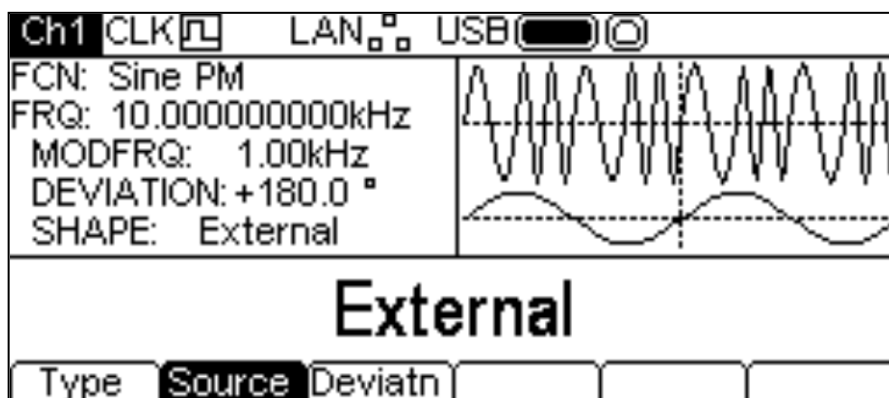 Ch1 CLK LAN USB
FCN: Sine PM
FRQ: 10.000000000kHz
MODFRQ: 1.00kHz
DEVIATION: +180.0 °
SHAPE: External
External
Type Source Deviatn